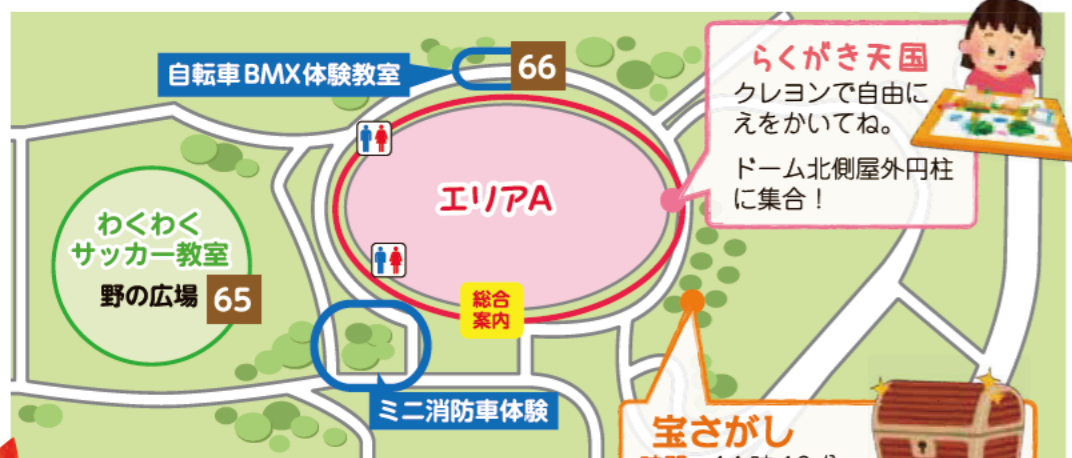 自転車BMX体験教室
66
らくがき天国
クレヨンで自由に
えをかいてね。
ドーム北側屋外円柱
に集合！
エリアA
わくわく
サッカー教室
野の広場 65
総合
案内
ミニ消防車体験
宝さがし